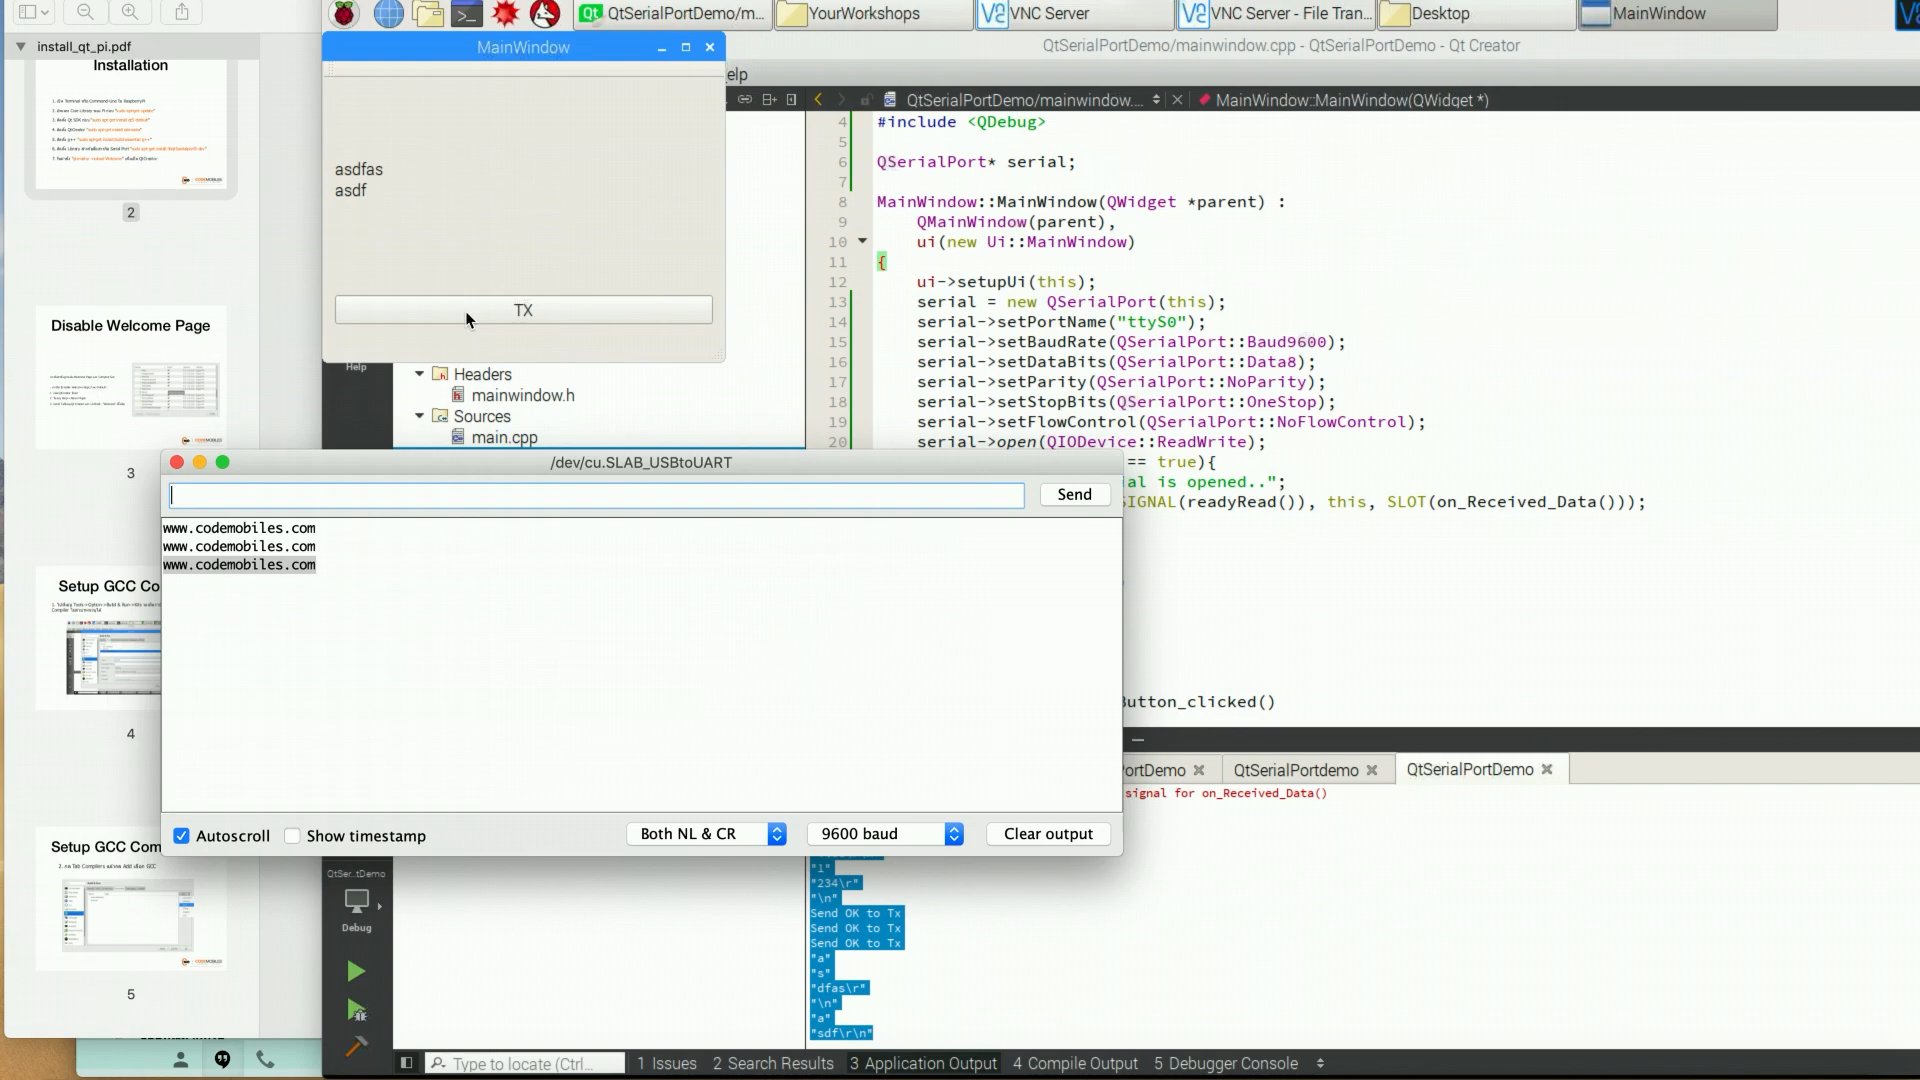 install_qt_pi.pdf
Installation
2
Disable Welcome Page
3
Setup GCC Co
4
Setup GCC Com
5
QtSerialPortDemo/m...
YourWorkshops
VNC Server
VNC Server - File Tran...
Desktop
MainWindow
QtSerialPortDemo/mainwindow.cpp - QtSerialPortDemo - Qt Creator
MainWindow
elp
asdfas
asdf
TX
Help
Headers
mainwindow.h
Sources
main.cpp
QtSerialPortDemo/mainwindow....
MainWindow::MainWindow(QWidget *)
4 #include <QDebug>
5
6 QSerialPort* serial;
7
8 MainWindow::MainWindow(QWidget *parent) :
9 QMainWindow(parent),
10 ui(new Ui::MainWindow)
11 {
12 ui->setupUi(this);
13 serial = new QSerialPort(this);
14 serial->setPortName("ttyS0");
15 serial->setBaudRate(QSerialPort::Baud9600);
16 serial->setDataBits(QSerialPort::Data8);
17 serial->setParity(QSerialPort::NoParity);
18 serial->setStopBits(QSerialPort::OneStop);
19 serial->setFlowControl(QSerialPort::NoFlowControl);
20 serial->open(QIODevice::ReadWrite);
== true){
al is opened..";
SIGNAL(readyRead()), this, SLOT(on_Received_Data()));
Button_clicked()
/dev/cu.SLAB_USBtoUART
Send
www.codemobiles.com
www.codemobiles.com
www.codemobiles.com
Autoscroll
Show timestamp
Both NL & CR
9600 baud
Clear output
ortDemo
QtSerialPortdemo
QtSerialPortDemo
signal for on_Received_Data()
"1"
"234\r"
"\n"
Send OK to Tx
Send OK to Tx
Send OK to Tx
"a"
"s"
"dfas\r"
"\n"
"a"
"sdf\r\n"
QtSer...tDemo
Debug
Type to locate (Ctrl...
1 Issues
2 Search Results
3 Application Output
4 Compile Output
5 Debugger Console